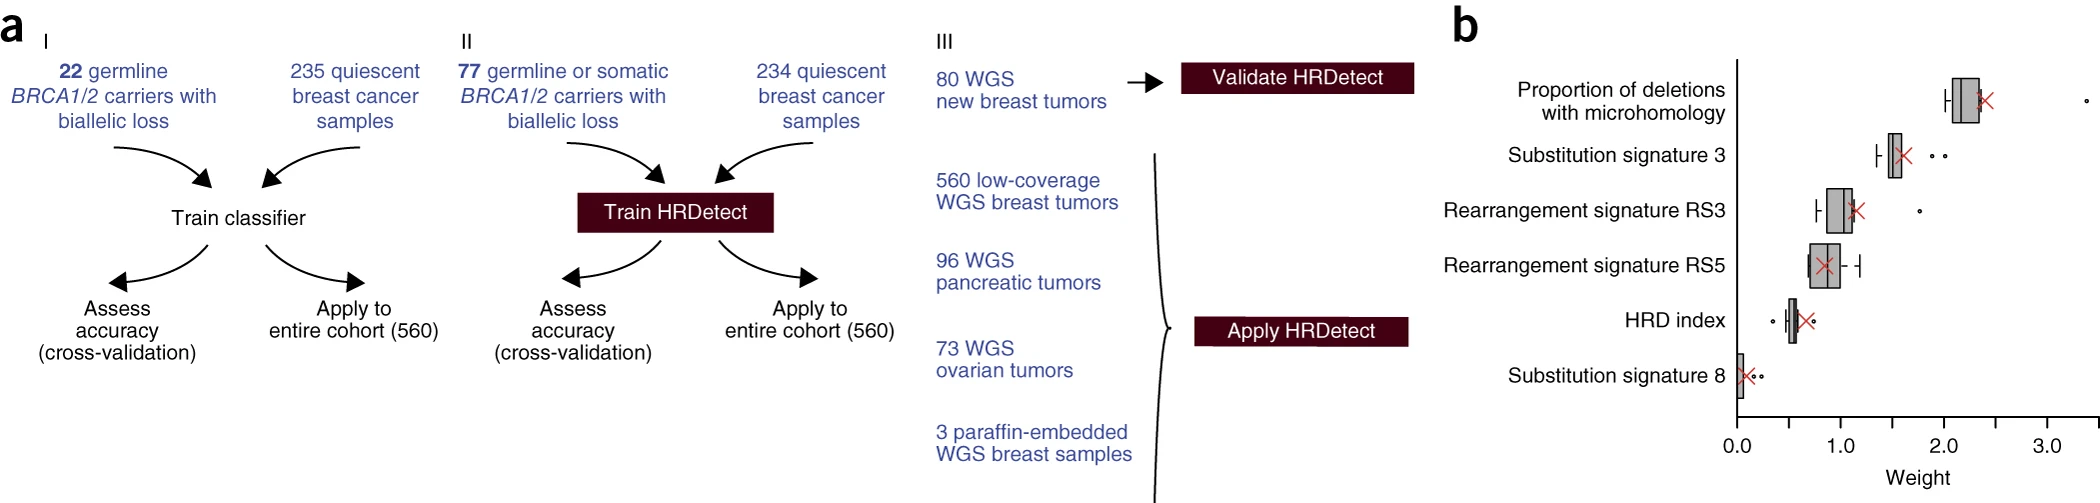 a
I
22 germline
BRCA1/2 carriers with
biallelic loss
235 quiescent
breast cancer
samples
Train classifier
Assess
accuracy
(cross-validation)
Apply to
entire cohort (560)
II
77 germline or somatic
BRCA1/2 carriers with
biallelic loss
234 quiescent
breast cancer
samples
Train HRDetect
Assess
accuracy
(cross-validation)
Apply to
entire cohort (560)
III
80 WGS
new breast tumors
Validate HRDetect
560 low-coverage
WGS breast tumors
96 WGS
pancreatic tumors
73 WGS
ovarian tumors
3 paraffin-embedded
WGS breast samples
Apply HRDetect
b
Proportion of deletions
with microhomology
Substitution signature 3
Rearrangement signature RS3
Rearrangement signature RS5
HRD index
Substitution signature 8
0.0 1.0 2.0 3.0
Weight